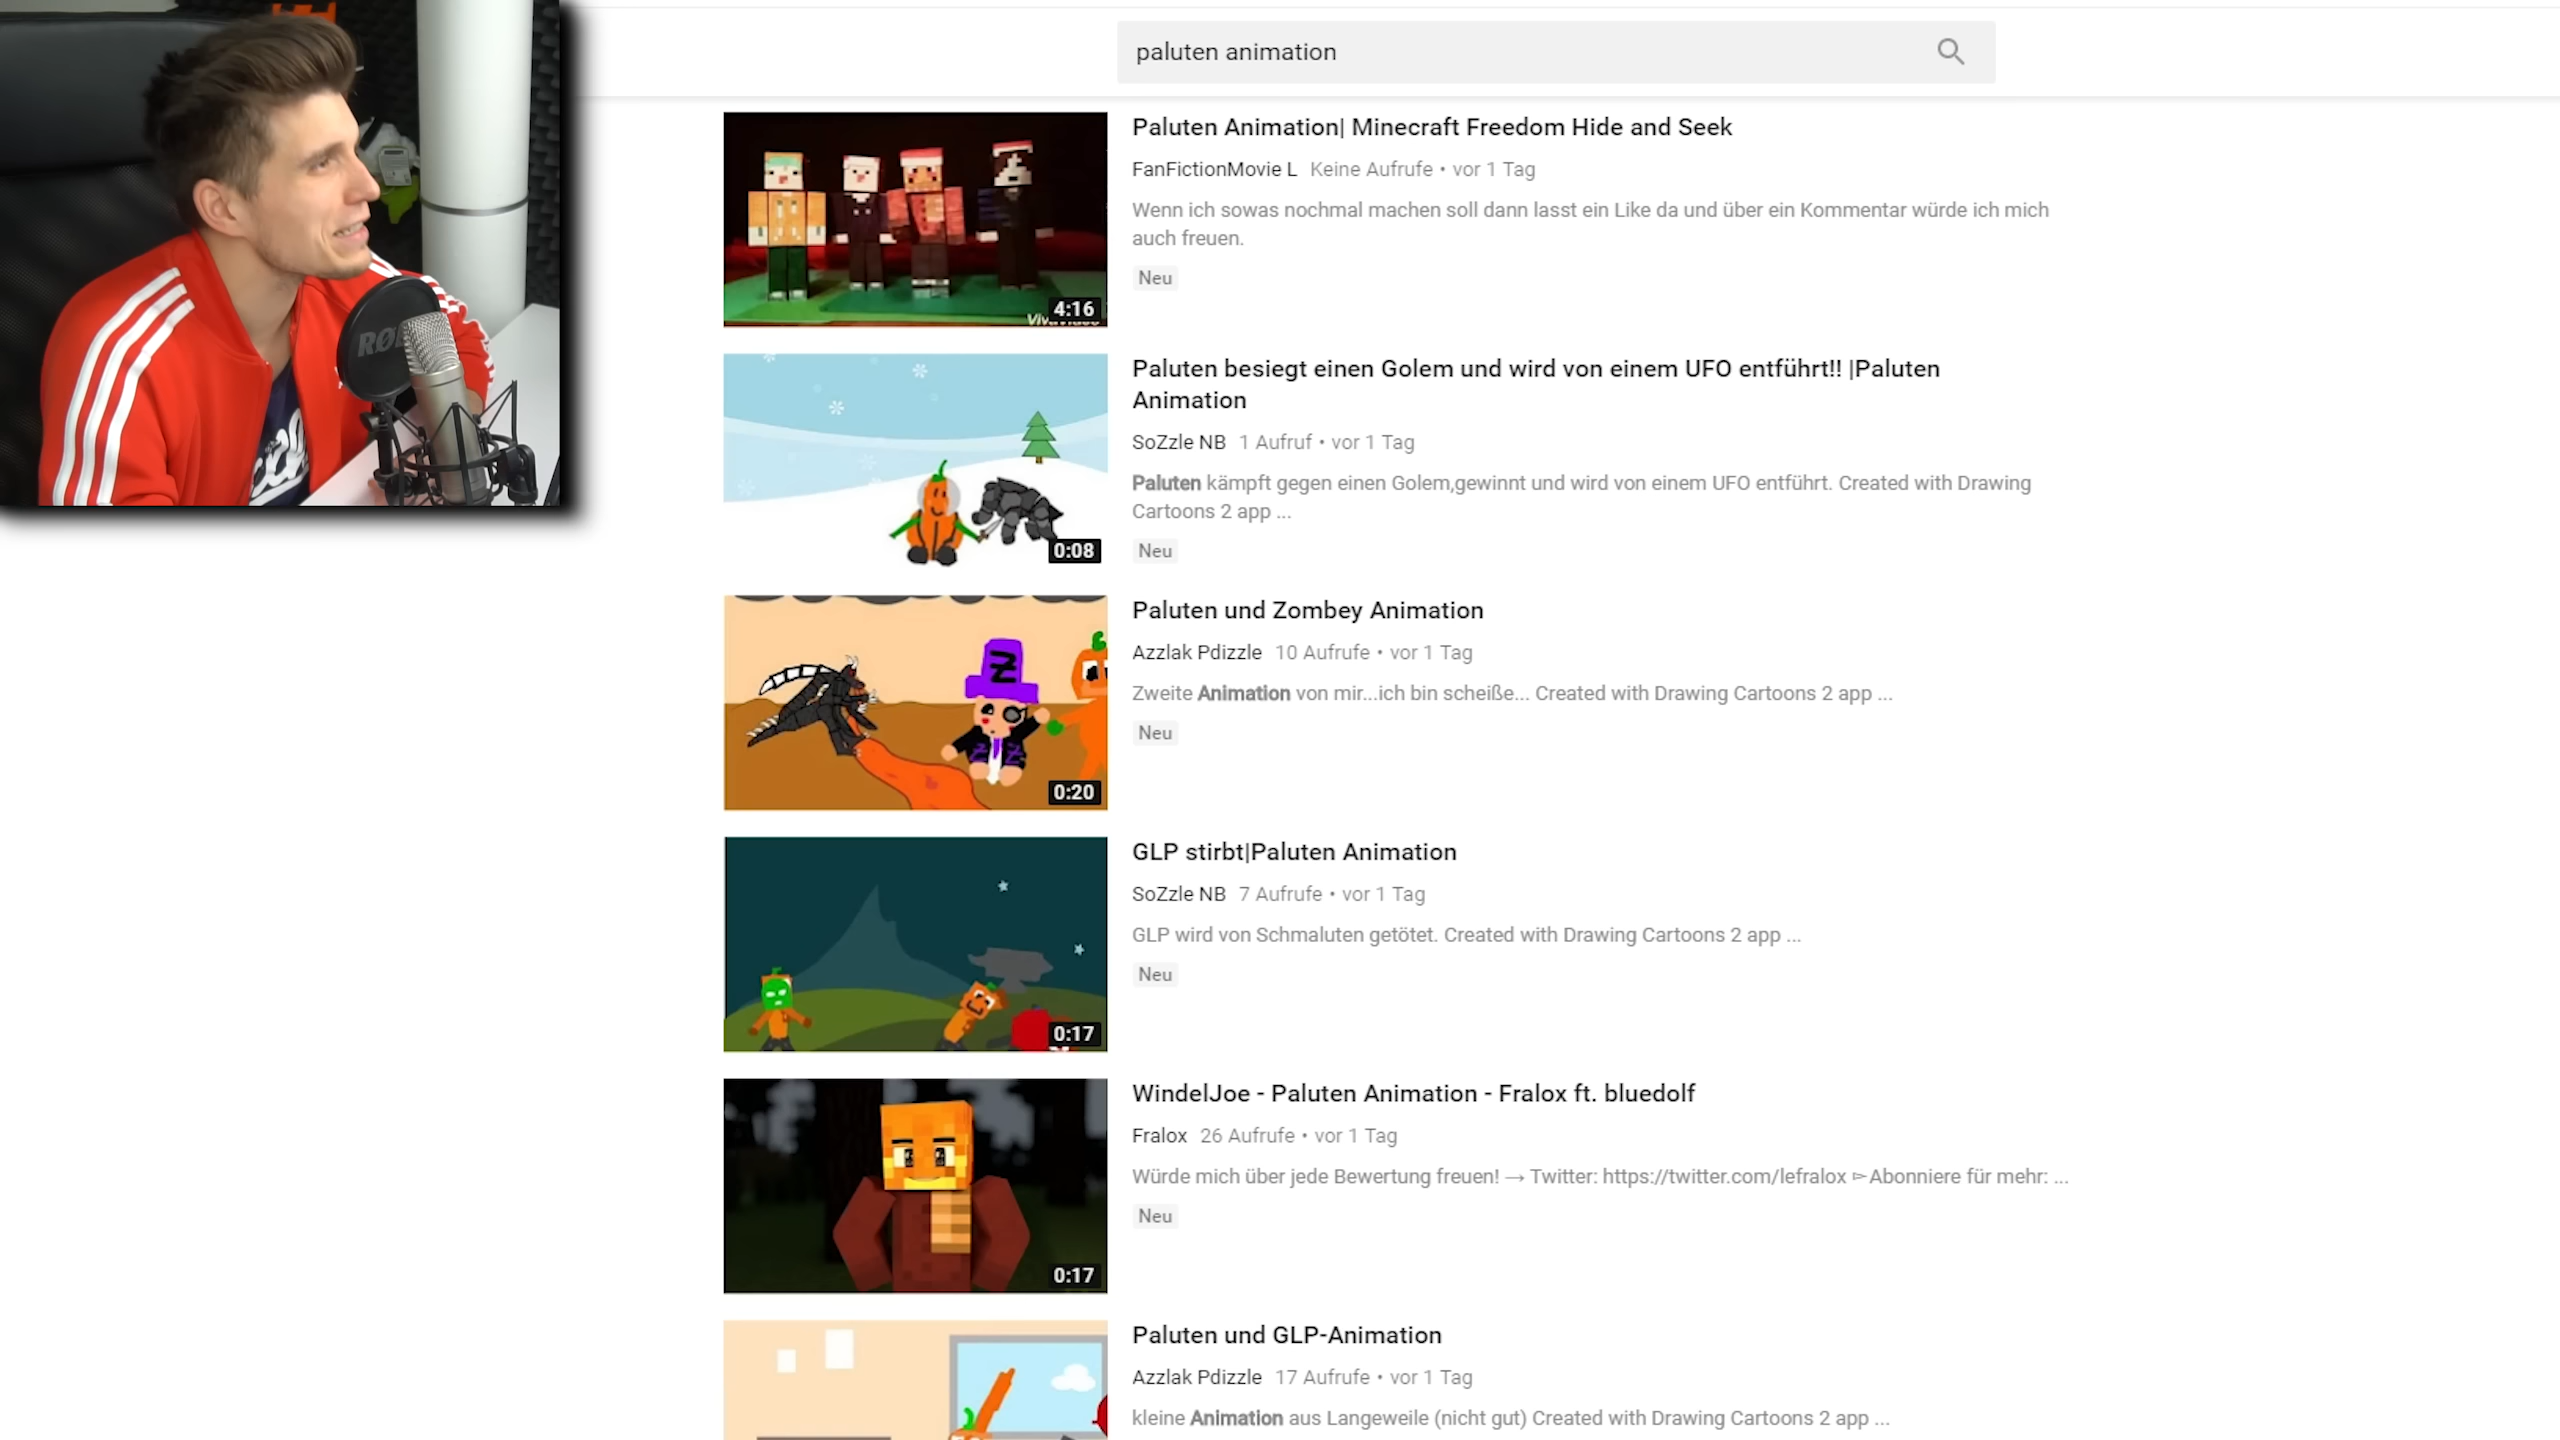 paluten animation
RØ
Paluten Animation| Minecraft Freedom Hide and Seek
FanFictionMovie L Keine Aufrufe • vor 1 Tag
Wenn ich sowas nochmal machen soll dann lasst ein Like da und über ein Kommentar würde ich mich
auch freuen.
Neu
4:16
Paluten besiegt einen Golem und wird von einem UFO entführt!! |Paluten
Animation
SoZzle NB 1 Aufruf • vor 1 Tag
Paluten kämpft gegen einen Golem,gewinnt und wird von einem UFO entführt. Created with Drawing
Cartoons 2 app ...
Neu
0:08
Paluten und Zombey Animation
Azzlak Pdizzle 10 Aufrufe • vor 1 Tag
Zweite Animation von mir...ich bin scheiße... Created with Drawing Cartoons 2 app ...
Neu
Z
Z Z
0:20
GLP stirbt|Paluten Animation
SoZzle NB 7 Aufrufe • vor 1 Tag
GLP wird von Schmaluten getötet. Created with Drawing Cartoons 2 app ...
Neu
0:17
WindelJoe - Paluten Animation - Fralox ft. bluedolf
Fralox 26 Aufrufe • vor 1 Tag
Würde mich über jede Bewertung freuen! → Twitter: https://twitter.com/lefralox ▻Abonniere für mehr: ...
Neu
0:17
Paluten und GLP-Animation
Azzlak Pdizzle 17 Aufrufe • vor 1 Tag
kleine Animation aus Langeweile (nicht gut) Created with Drawing Cartoons 2 app ...